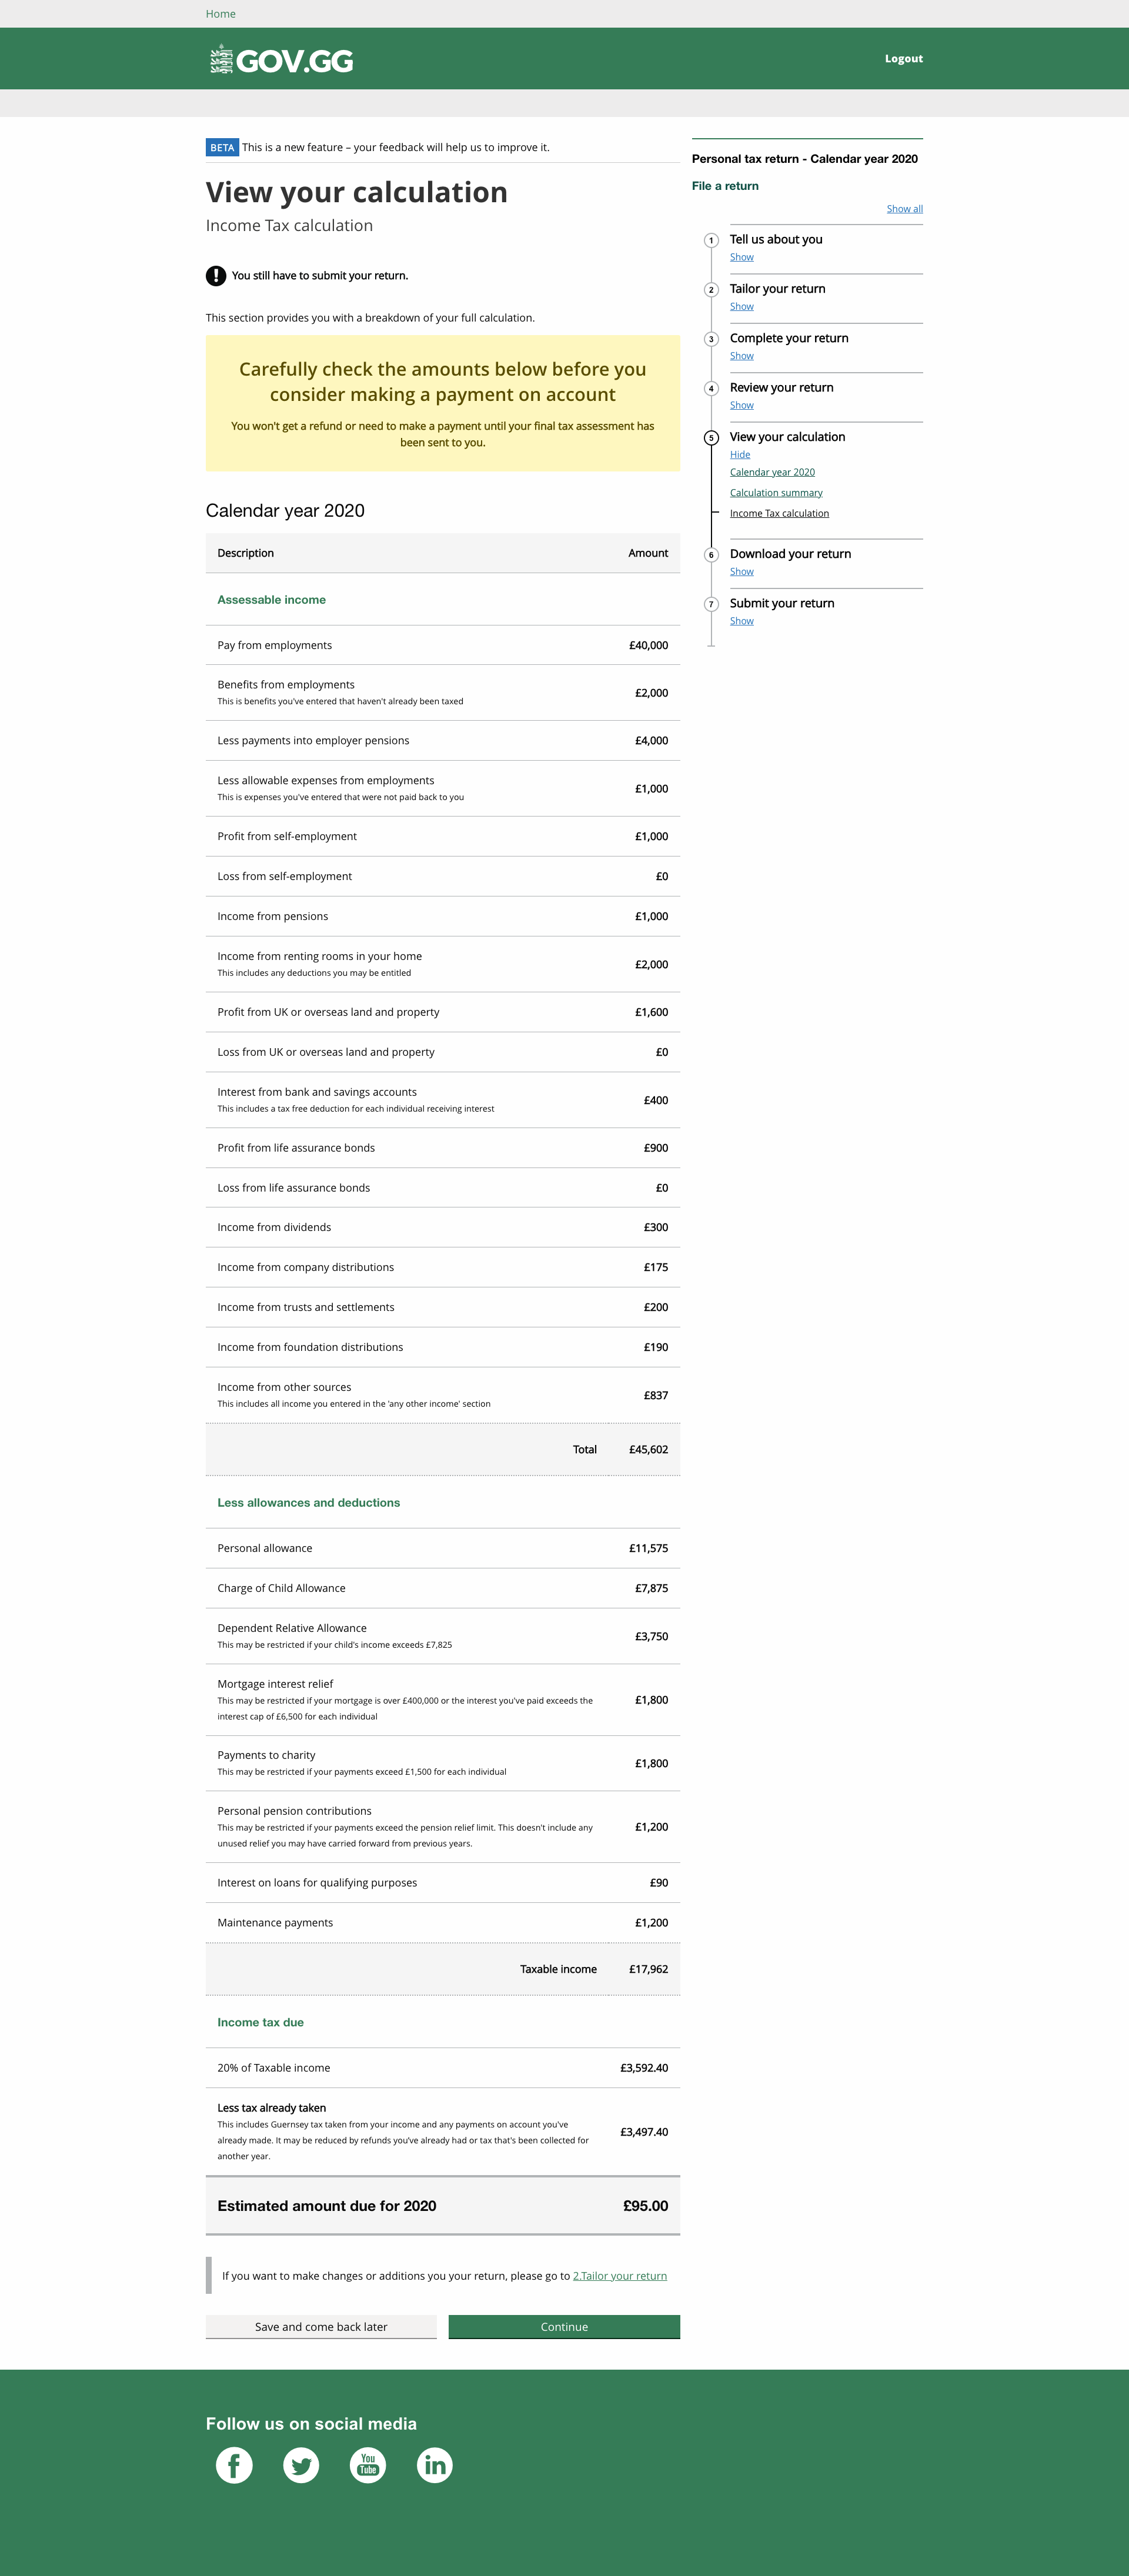 Home
GOV.GG
Logout
BETA This is a new feature – your feedback will help us to improve it.
View your calculation
Income Tax calculation
! You still have to submit your return.
This section provides you with a breakdown of your full calculation.
Carefully check the amounts below before you
consider making a payment on account
You won't get a refund or need to make a payment until your final tax assessment has
been sent to you.
Calendar year 2020
Description Amount
Assessable income
Pay from employments £40,000
Benefits from employments
This is benefits you've entered that haven't already been taxed
£2,000
Less payments into employer pensions £4,000
Less allowable expenses from employments
This is expenses you've entered that were not paid back to you
£1,000
Profit from self-employment £1,000
Loss from self-employment £0
Income from pensions £1,000
Income from renting rooms in your home
This includes any deductions you may be entitled
£2,000
Profit from UK or overseas land and property £1,600
Loss from UK or overseas land and property £0
Interest from bank and savings accounts
This includes a tax free deduction for each individual receiving interest
£400
Profit from life assurance bonds £900
Loss from life assurance bonds £0
Income from dividends £300
Income from company distributions £175
Income from trusts and settlements £200
Income from foundation distributions £190
Income from other sources
This includes all income you entered in the 'any other income' section
£837
Total £45,602
Less allowances and deductions
Personal allowance £11,575
Charge of Child Allowance £7,875
Dependent Relative Allowance
This may be restricted if your child's income exceeds £7,825
£3,750
Mortgage interest relief
This may be restricted if your mortgage is over £400,000 or the interest you've paid exceeds the
interest cap of £6,500 for each individual
£1,800
Payments to charity
This may be restricted if your payments exceed £1,500 for each individual
£1,800
Personal pension contributions
This may be restricted if your payments exceed the pension relief limit. This doesn't include any
unused relief you may have carried forward from previous years.
£1,200
Interest on loans for qualifying purposes £90
Maintenance payments £1,200
Taxable income £17,962
Income tax due
20% of Taxable income £3,592.40
Less tax already taken
This includes Guernsey tax taken from your income and any payments on account you've
already made. It may be reduced by refunds you've already had or tax that's been collected for
another year.
£3,497.40
Estimated amount due for 2020 £95.00
If you want to make changes or additions you your return, please go to 2.Tailor your return
Save and come back later
Continue
Personal tax return - Calendar year 2020
File a return
Show all
1 Tell us about you
Show
2 Tailor your return
Show
3 Complete your return
Show
4 Review your return
Show
5 View your calculation
Hide
Calendar year 2020
Calculation summary
Income Tax calculation
6 Download your return
Show
7 Submit your return
Show
Follow us on social media
f
You
Tube
in